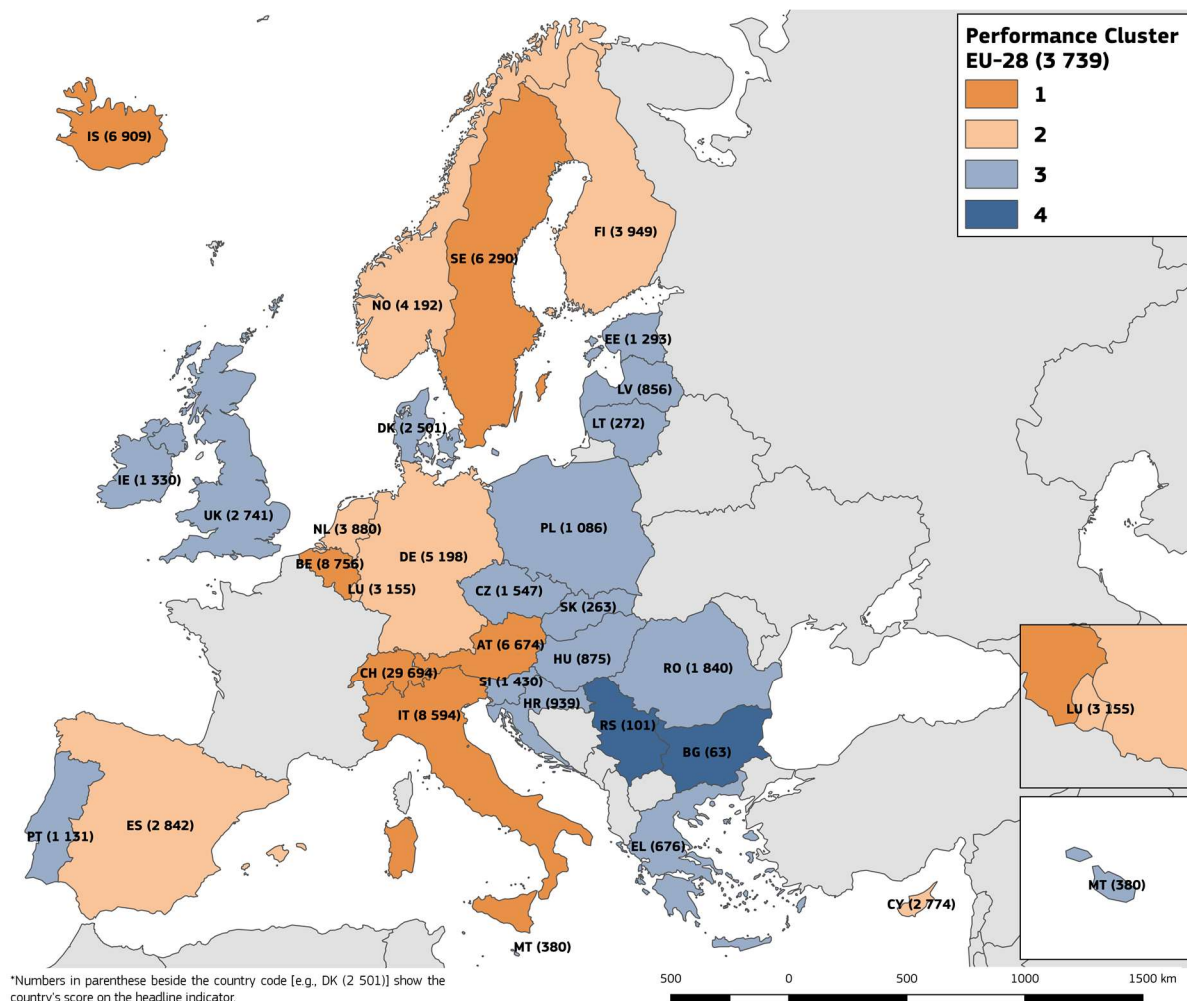 Performance Cluster
EU-28 (3 739)
1
2
3
4
IS (6 909)
FI (3 949)
SE (6 290)
NO (4 192)
EE (1 293)
LV (856)
LT (272)
DK (2 501)
IE (1 330)
UK (2 741)
NL (3 880)
PL (1 086)
DE (5 198)
BE (8 756)
LU (3 155)
CZ (1 547)
SK (263)
AT (6 674)
HU (875)
RO (1 840)
CH (29 694)
SI (1 430)
HR (939)
IT (8 594)
RS (101)
BG (63)
LU (3 155)
ES (2 842)
PT (1 131)
EL (676)
MT (380)
CY (2 774)
MT (380)
*Numbers in parenthese beside the country code [e.g., DK (2 501)] show the
country's score on the headline indicator.
500 0 500 1000 1500 km